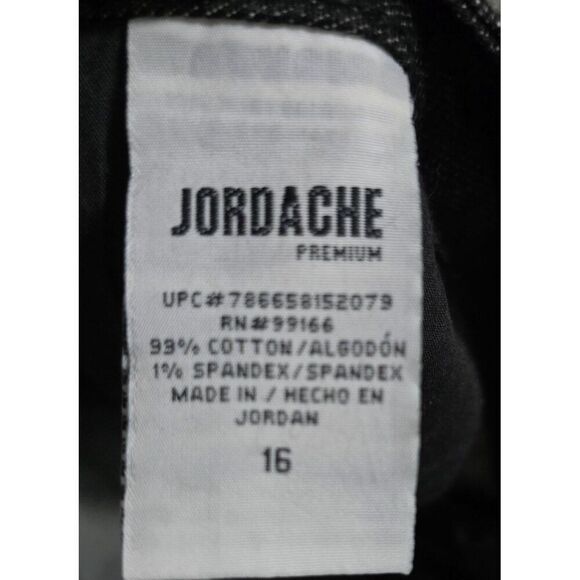 JORDACHE
PREMIUM
UPC#786658152079
RN#99166
99% COTTON/ALGODÓN
1% SPANDEX/SPANDEX
MADE IN / HECHO EN
JORDAN
16